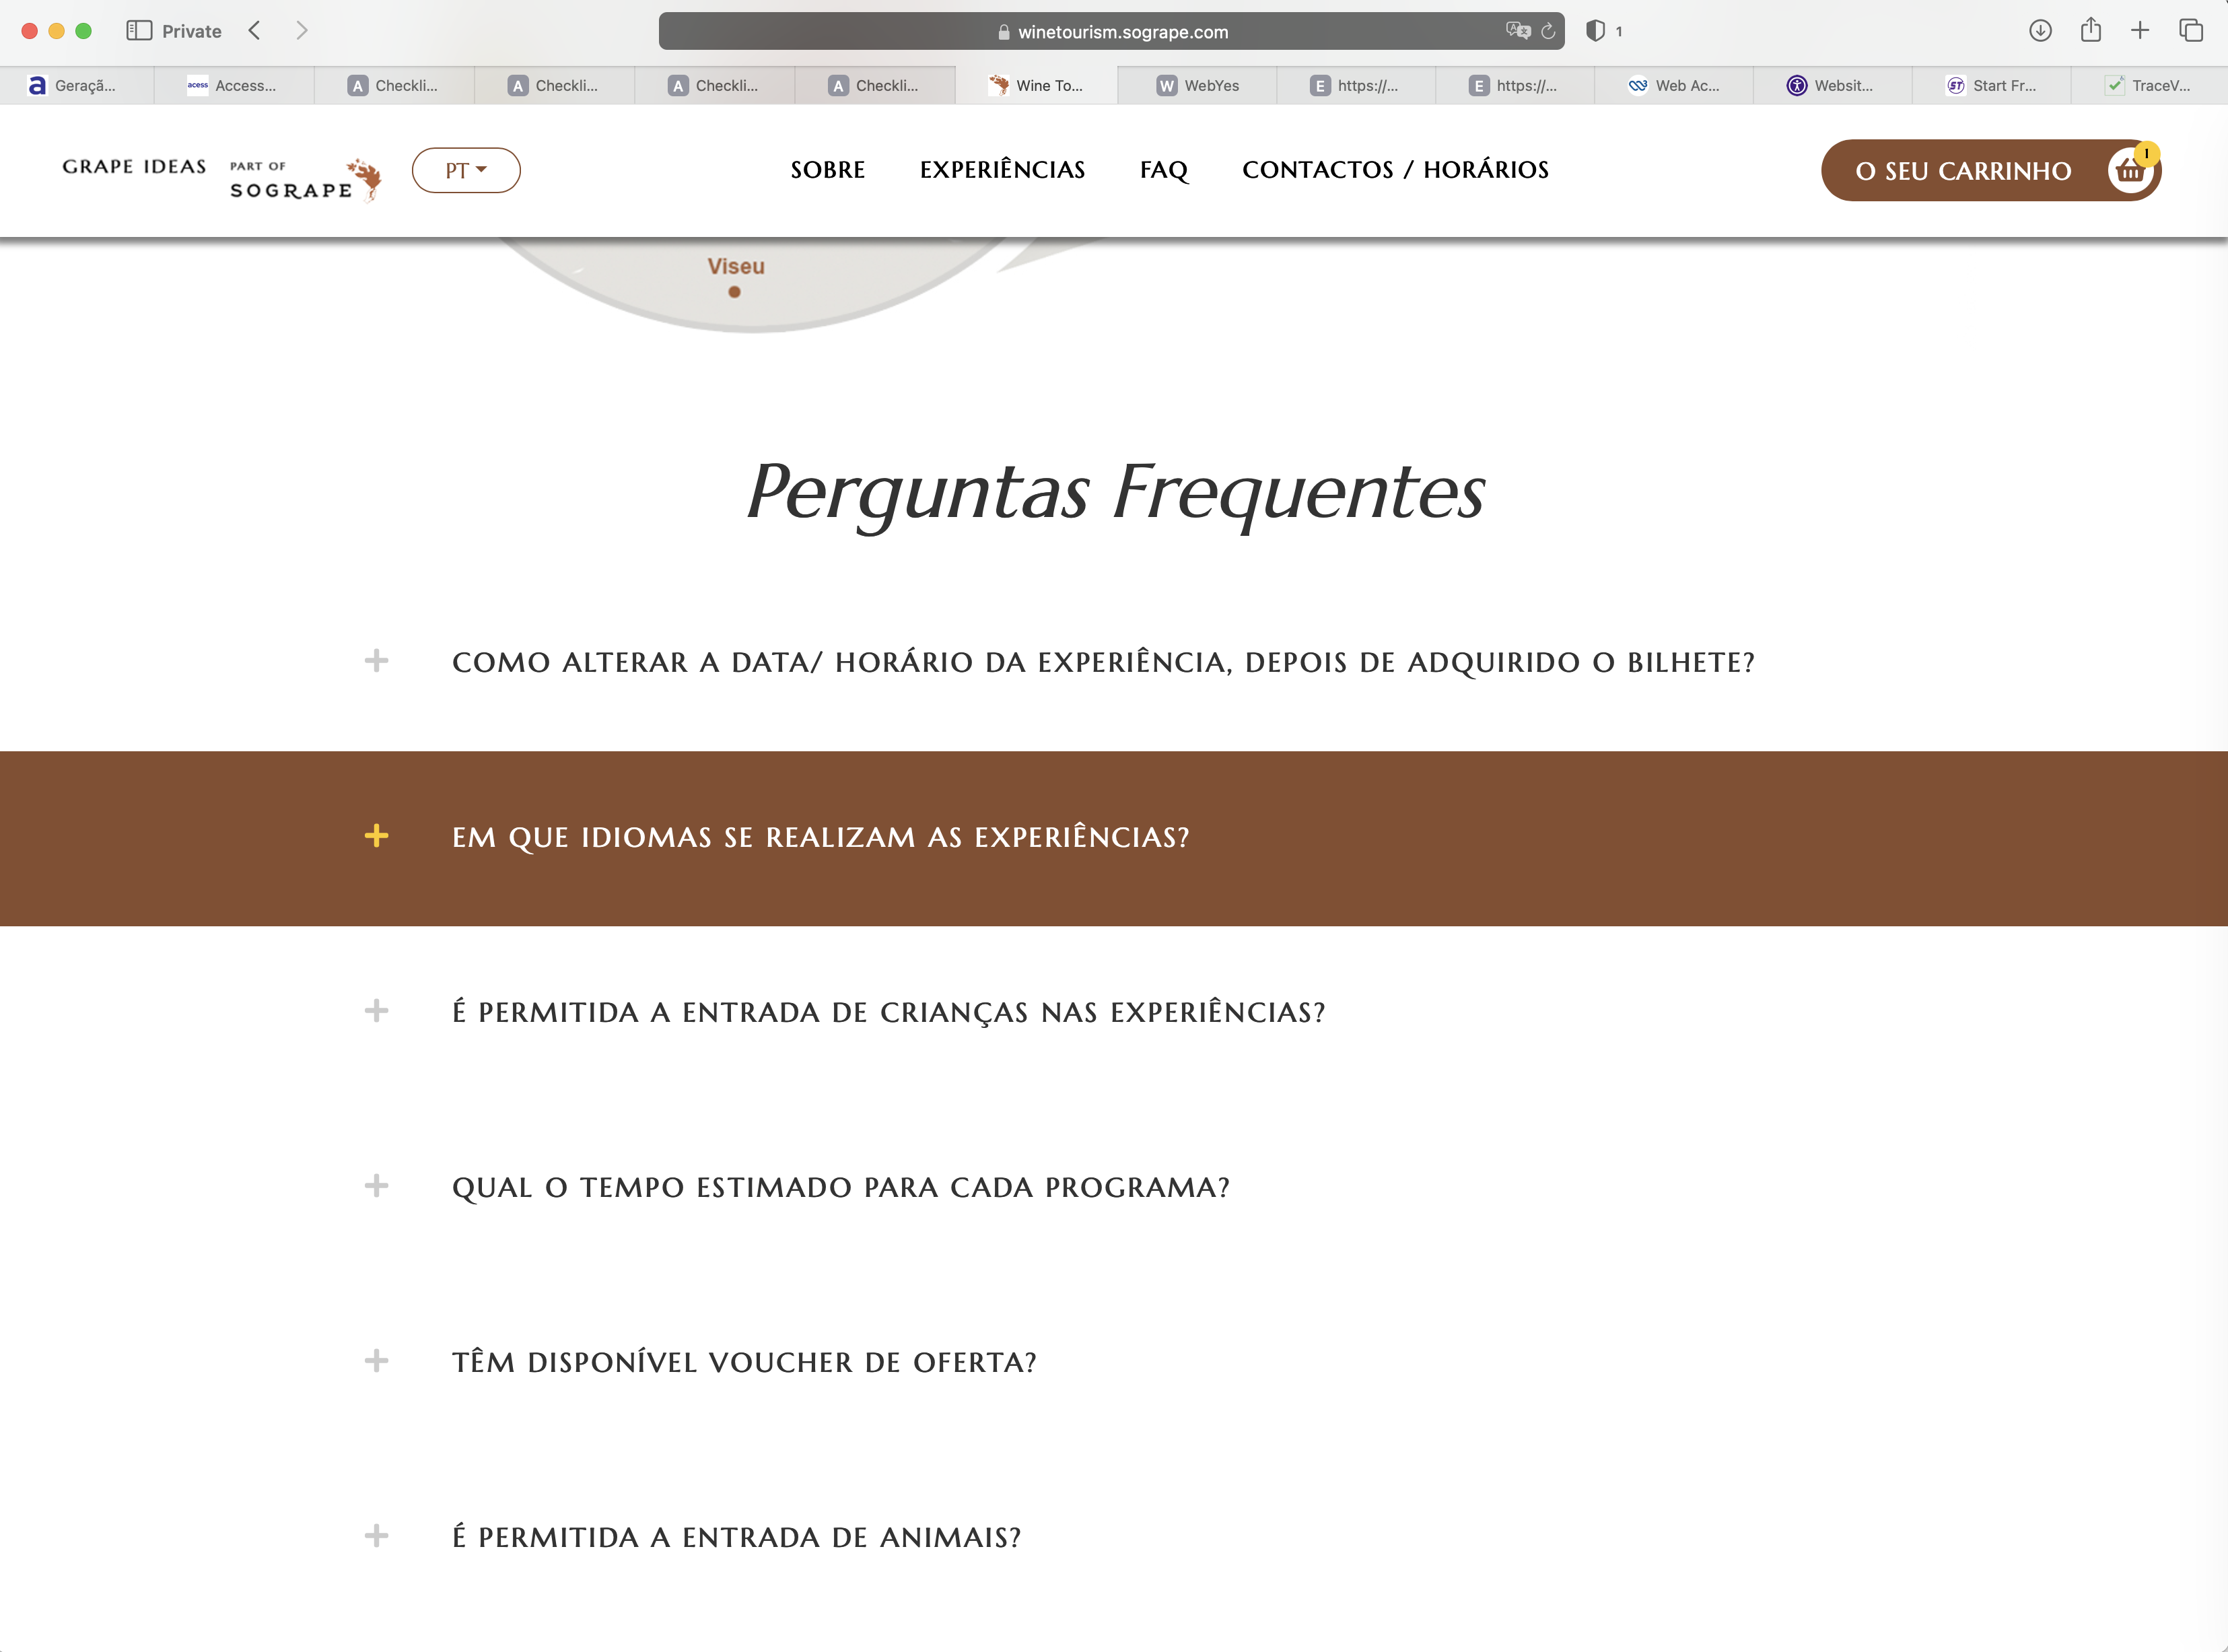 Private
winetourism.sogrape.com
1
Geraçã...
acess Access...
A Checkli...
A Checkli...
A Checkli...
A Checkli...
Wine To...
W WebYes
E https://...
E https://...
Web Ac...
Websit...
ST Start Fr...
TraceV...
GRAPE IDEAS
PART OF
SOGRAPE
PT
SOBRE
EXPERIÊNCIAS
FAQ
CONTACTOS / HORÁRIOS
O SEU CARRINHO
1
Viseu
Perguntas Frequentes
COMO ALTERAR A DATA/ HORÁRIO DA EXPERIÊNCIA, DEPOIS DE ADQUIRIDO O BILHETE?
EM QUE IDIOMAS SE REALIZAM AS EXPERIÊNCIAS?
É PERMITIDA A ENTRADA DE CRIANÇAS NAS EXPERIÊNCIAS?
QUAL O TEMPO ESTIMADO PARA CADA PROGRAMA?
TÊM DISPONÍVEL VOUCHER DE OFERTA?
É PERMITIDA A ENTRADA DE ANIMAIS?